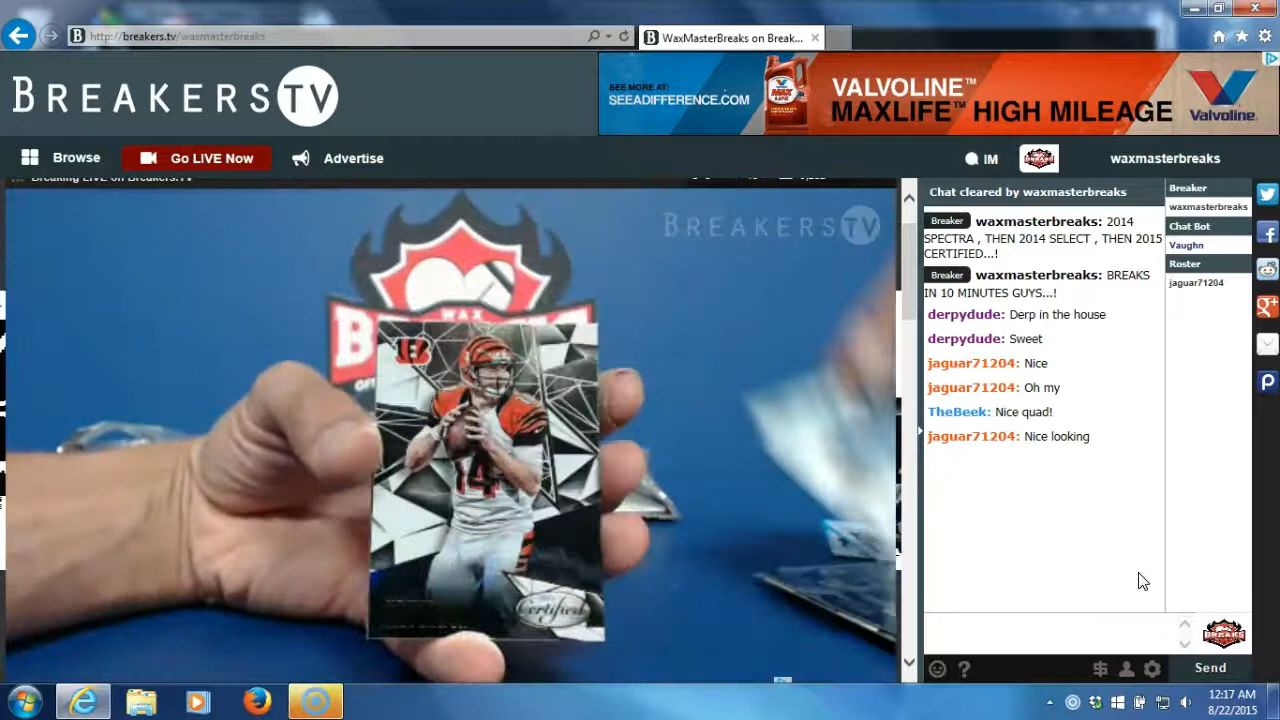 http://breakers.tv/waxmasterbreaks
B WaxMasterBreaks on Break...
BREAKERS TV
SEE MORE AT:
SEEADIFFERENCE.COM
VALVOLINE™
MAXLIFE™ HIGH MILEAGE
Valvoline.
Browse
Go LIVE Now
Advertise
IM
waxmasterbreaks
Breaking LIVE on Breakers.TV
BREAKERS TV
WAX
B
14
Certified
Chat cleared by waxmasterbreaks
Breaker waxmasterbreaks: 2014
SPECTRA , THEN 2014 SELECT , THEN 2015
CERTIFIED...!
Breaker waxmasterbreaks: BREAKS
IN 10 MINUTES GUYS...!
derpydude: Derp in the house
derpydude: Sweet
jaguar71204: Nice
jaguar71204: Oh my
TheBeek: Nice quad!
jaguar71204: Nice looking
Breaker
waxmasterbreaks
Chat Bot
Vaughn
Roster
jaguar71204
BREAKS
Send
12:17 AM
8/22/2015